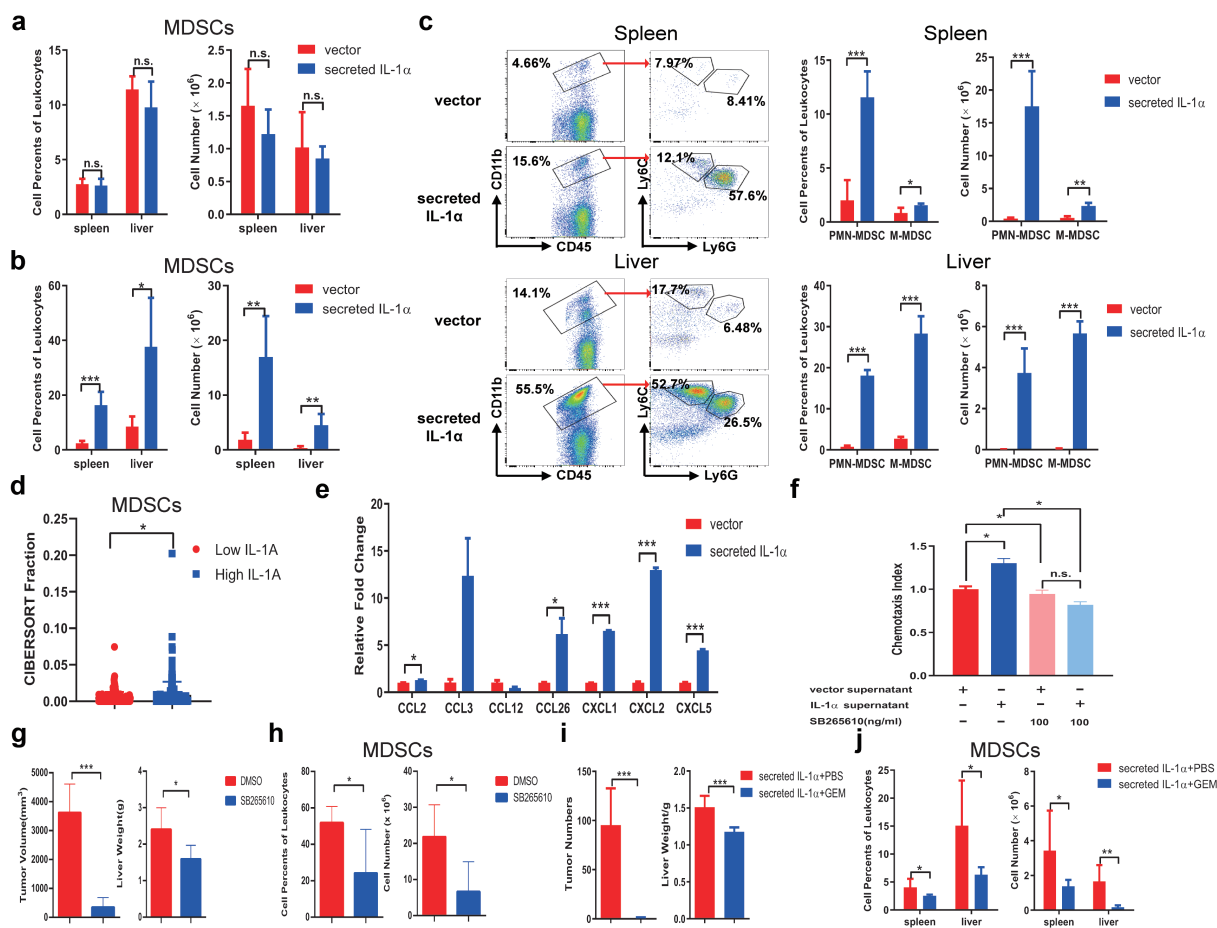 a
MDSCs
Cell Percents of Leukocytes
15
10
5
0
n.s.
n.s.
spleen
liver
Cell Number (× 10⁶)
2.5
2.0
1.5
1.0
0.5
0.0
n.s.
n.s.
spleen
liver
vector
secreted IL-1α
b
MDSCs
Cell Percents of Leukocytes
60
40
20
0
***
*
spleen
liver
Cell Number (× 10⁶)
30
20
10
0
**
**
spleen
liver
vector
secreted IL-1α
c
Spleen
vector
4.66%
7.97%
8.41%
secreted
IL-1α
15.6%
12.1%
57.6%
CD11b
CD45
Ly6C
Ly6G
Spleen
Cell Percents of Leukocytes
15
10
5
0
***
*
PMN-MDSC
M-MDSC
Cell Number (× 10⁶)
25
20
15
10
5
0
***
**
PMN-MDSC
M-MDSC
vector
secreted IL-1α
Liver
vector
14.1%
17.7%
6.48%
secreted
IL-1α
55.5%
52.7%
26.5%
CD11b
CD45
Ly6C
Ly6G
Liver
Cell Percents of Leukocytes
40
30
20
10
0
***
***
PMN-MDSC
M-MDSC
Cell Number (× 10⁶)
8
6
4
2
0
***
***
PMN-MDSC
M-MDSC
vector
secreted IL-1α
d
MDSCs
CIBERSORT Fraction
0.25
0.20
0.15
0.10
0.05
0.00
*
Low IL-1A
High IL-1A
e
Relative Fold Change
20
15
10
5
0
*
*
***
***
***
CCL2
CCL3
CCL12
CCL26
CXCL1
CXCL2
CXCL5
vector
secreted IL-1α
f
Chemotaxis Index
1.5
1.0
0.5
0.0
*
*
*
n.s.
vector supernatant + − + −
IL-1α supernatant − + − +
SB265610(ng/ml) − − 100 100
g
Tumor Volume(mm³)
5000
4000
3000
2000
1000
0
***
Liver Weight(g)
4
3
2
1
0
*
DMSO
SB265610
h
MDSCs
Cell Percents of Leukocytes
80
60
40
20
0
*
Cell Number (x 10⁶)
40
30
20
10
0
*
DMSO
SB265610
i
Tumor Numbers
150
100
50
0
***
Liver Weight/g
2.0
1.5
1.0
0.5
0.0
***
secreted IL-1α+PBS
secreted IL-1α+GEM
j
MDSCs
Cell Percents of Leukocytes
25
20
15
10
5
0
*
*
spleen
liver
Cell Number (× 10⁶)
8
6
4
2
0
*
**
spleen
liver
secreted IL-1α+PBS
secreted IL-1α+GEM